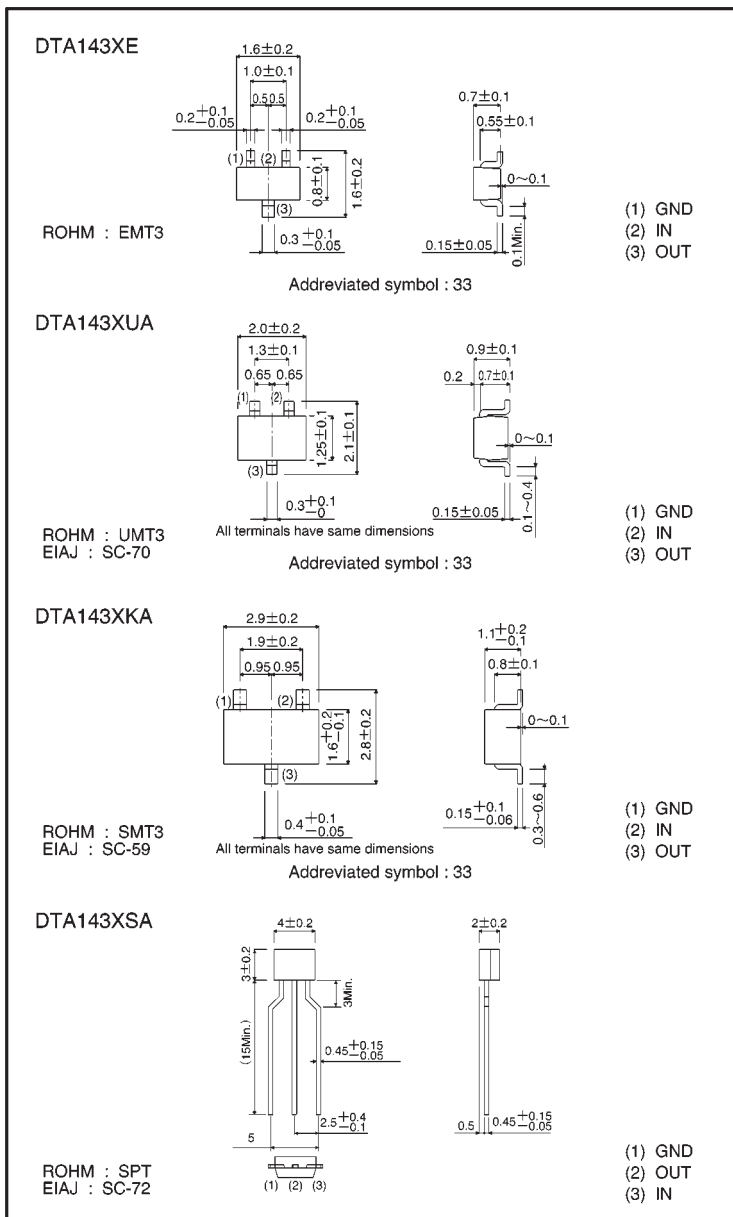 DTA143XE
1.6±0.2
1.0±0.1
0.5 0.5
0.2+0.1−0.05
0.2+0.1−0.05
(1) (2)
(3)
0.8±0.1
1.6±0.2
0.3+0.1−0.05
0.7±0.1
0.55±0.1
0~0.1
0.1Min.
0.15±0.05
ROHM : EMT3
(1) GND
(2) IN
(3) OUT
Addreviated symbol : 33
DTA143XUA
2.0±0.2
1.3±0.1
0.65 0.65
(1) (2)
(3)
1.25±0.1
2.1±0.1
0.3+0.1−0
0.9±0.1
0.2 0.7±0.1
0~0.1
0.1~0.4
0.15±0.05
All terminals have same dimensions
ROHM : UMT3
EIAJ : SC-70
(1) GND
(2) IN
(3) OUT
Addreviated symbol : 33
DTA143XKA
2.9±0.2
1.9±0.2
0.95 0.95
(1) (2)
(3)
1.6+0.2−0.1
2.8±0.2
0.4+0.1−0.05
1.1+0.2−0.1
0.8±0.1
0~0.1
0.3~0.6
0.15+0.1−0.06
All terminals have same dimensions
ROHM : SMT3
EIAJ : SC-59
(1) GND
(2) IN
(3) OUT
Addreviated symbol : 33
DTA143XSA
4±0.2
2±0.2
3±0.2
3Min.
(15Min.)
0.45+0.15−0.05
2.5+0.4−0.1
5
0.5 0.45+0.15−0.05
(1) (2) (3)
ROHM : SPT
EIAJ : SC-72
(1) GND
(2) OUT
(3) IN